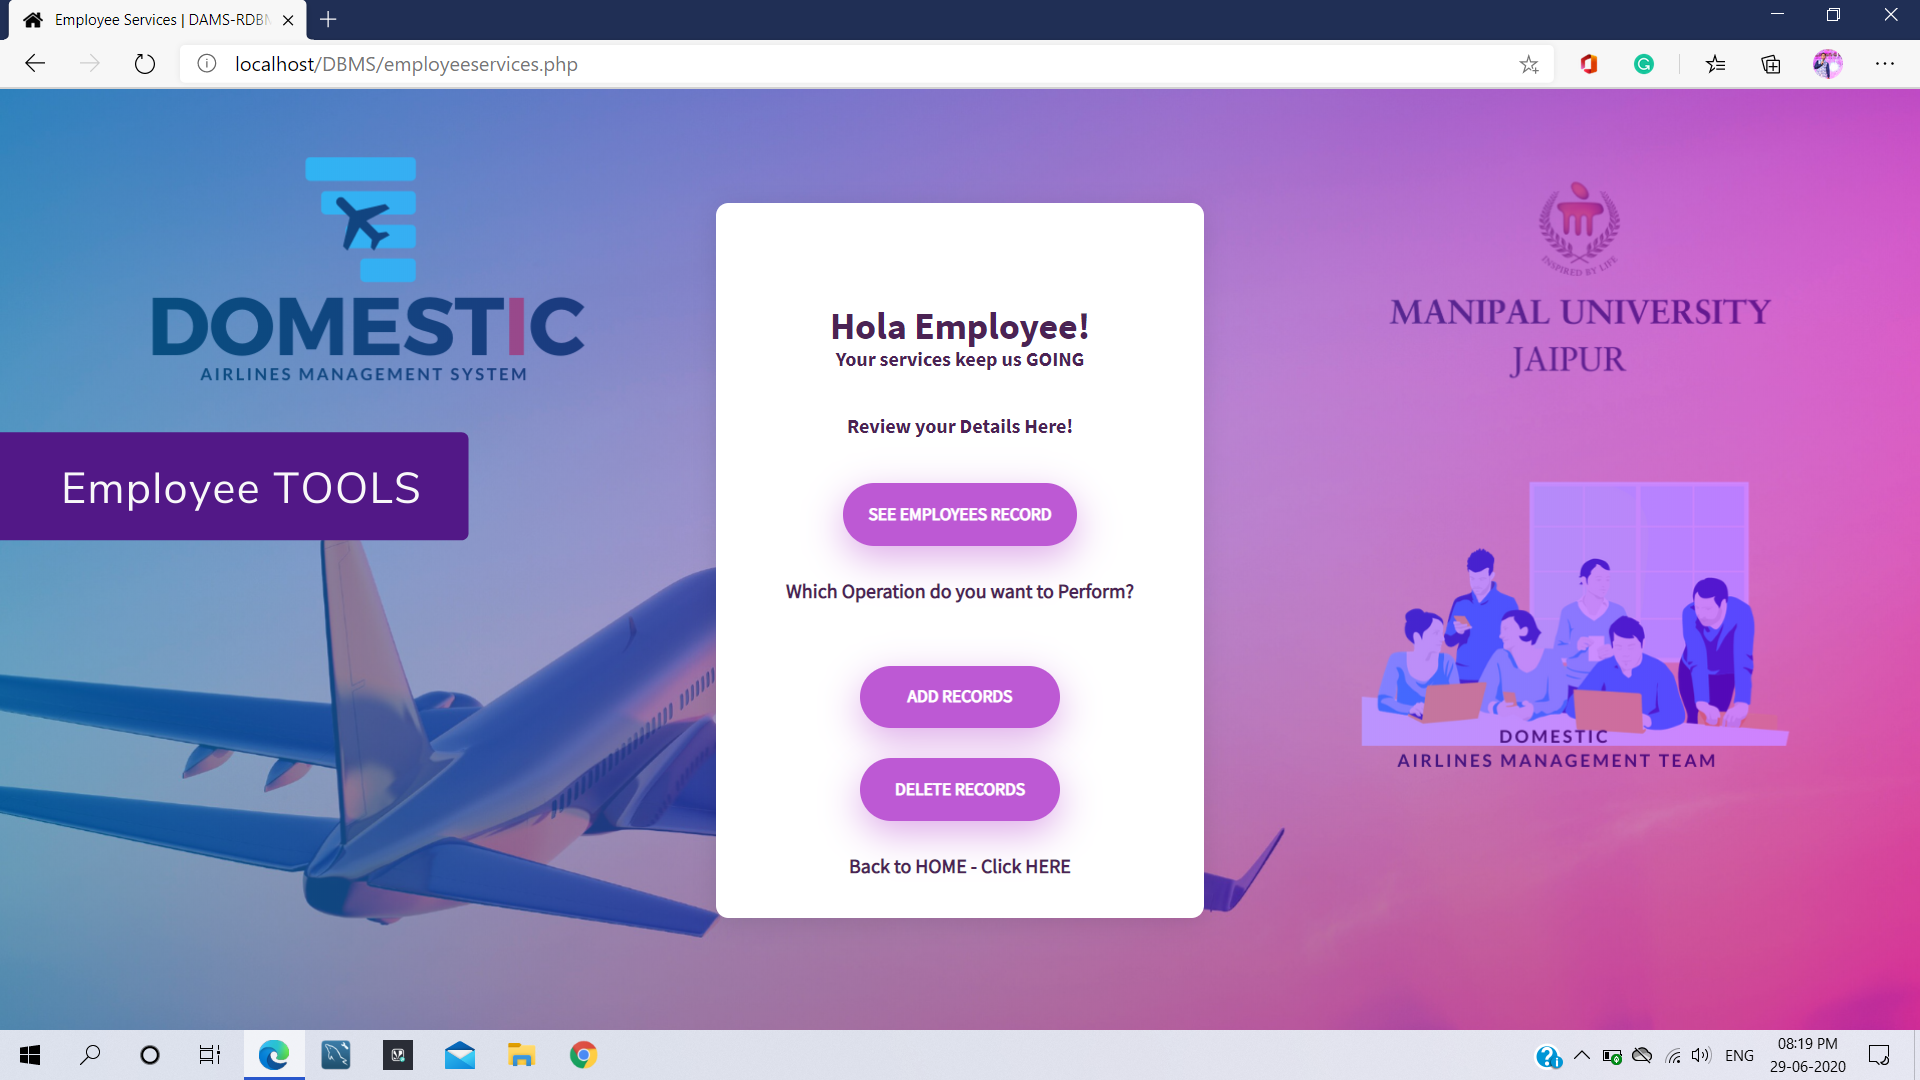 Employee Services | DAMS-RDBM
localhost/DBMS/employeeservices.php
DOMESTIC
AIRLINES MANAGEMENT SYSTEM
Employee TOOLS
Hola Employee!
Your services keep us GOING
Review your Details Here!
SEE EMPLOYEES RECORD
Which Operation do you want to Perform?
ADD RECORDS
DELETE RECORDS
Back to HOME - Click HERE
INSPIRED BY LIFE
MANIPAL UNIVERSITY
JAIPUR
DOMESTIC
AIRLINES MANAGEMENT TEAM
ENG
08:19 PM
29-06-2020